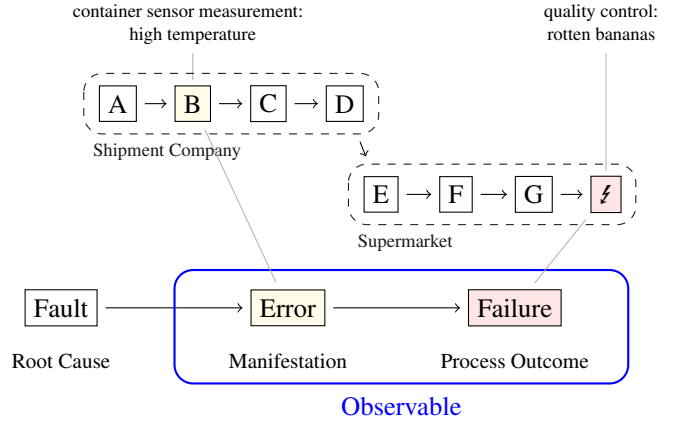 container sensor measurement:
high temperature
quality control:
rotten bananas
A B C D
Shipment Company
E F G
Supermarket
Fault Error Failure
Root Cause Manifestation Process Outcome
Observable